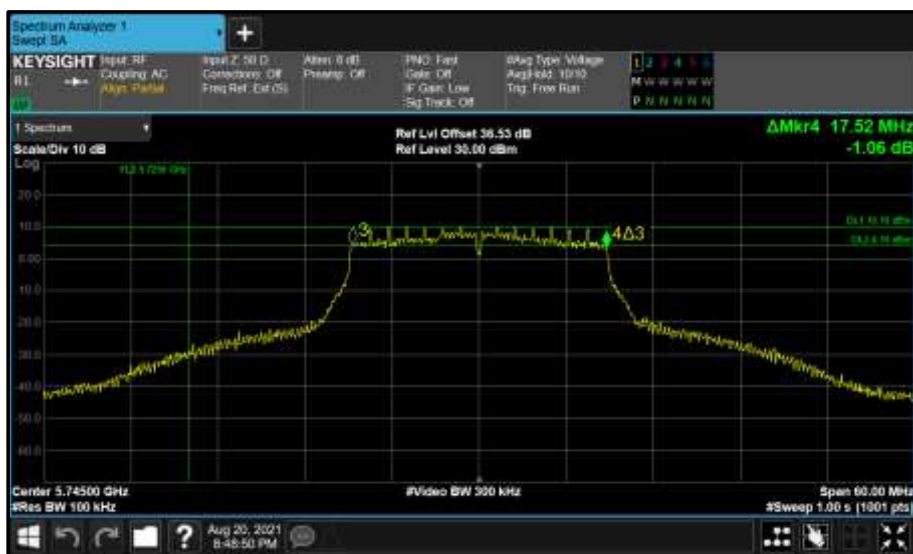 Spectrum Analyzer 1
Swept SA
+
KEYSIGHT
Input: RF
Coupling: AC
Align: Partial
Input Z: 50 Ω
Corrections: Off
Freq Ref: Ext (S)
Atten: 0 dB
Preamp: Off
PNO: Fast
Gate: Off
IF Gain: Low
Sig Track: Off
#Avg Type: Voltage
Avg|Hold: 10/10
Trig: Free Run
1 2 3 4 5 6
M W W W W W
P N N N N N
1 Spectrum
Scale/Div 10 dB
Ref Lvl Offset 36.53 dB
Ref Level 30.00 dBm
ΔMkr4 17.52 MHz
-1.06 dB
Log
20.0
10.0
0.00
-10.0
-20.0
-30.0
-40.0
-50.0
-60.0
3
4Δ3
Center 5.74500 GHz
#Res BW 100 kHz
#Video BW 300 kHz
Span 60.00 MHz
#Sweep 1.00 s (1001 pts)
?
Aug 20, 2021
8:48:50 PM